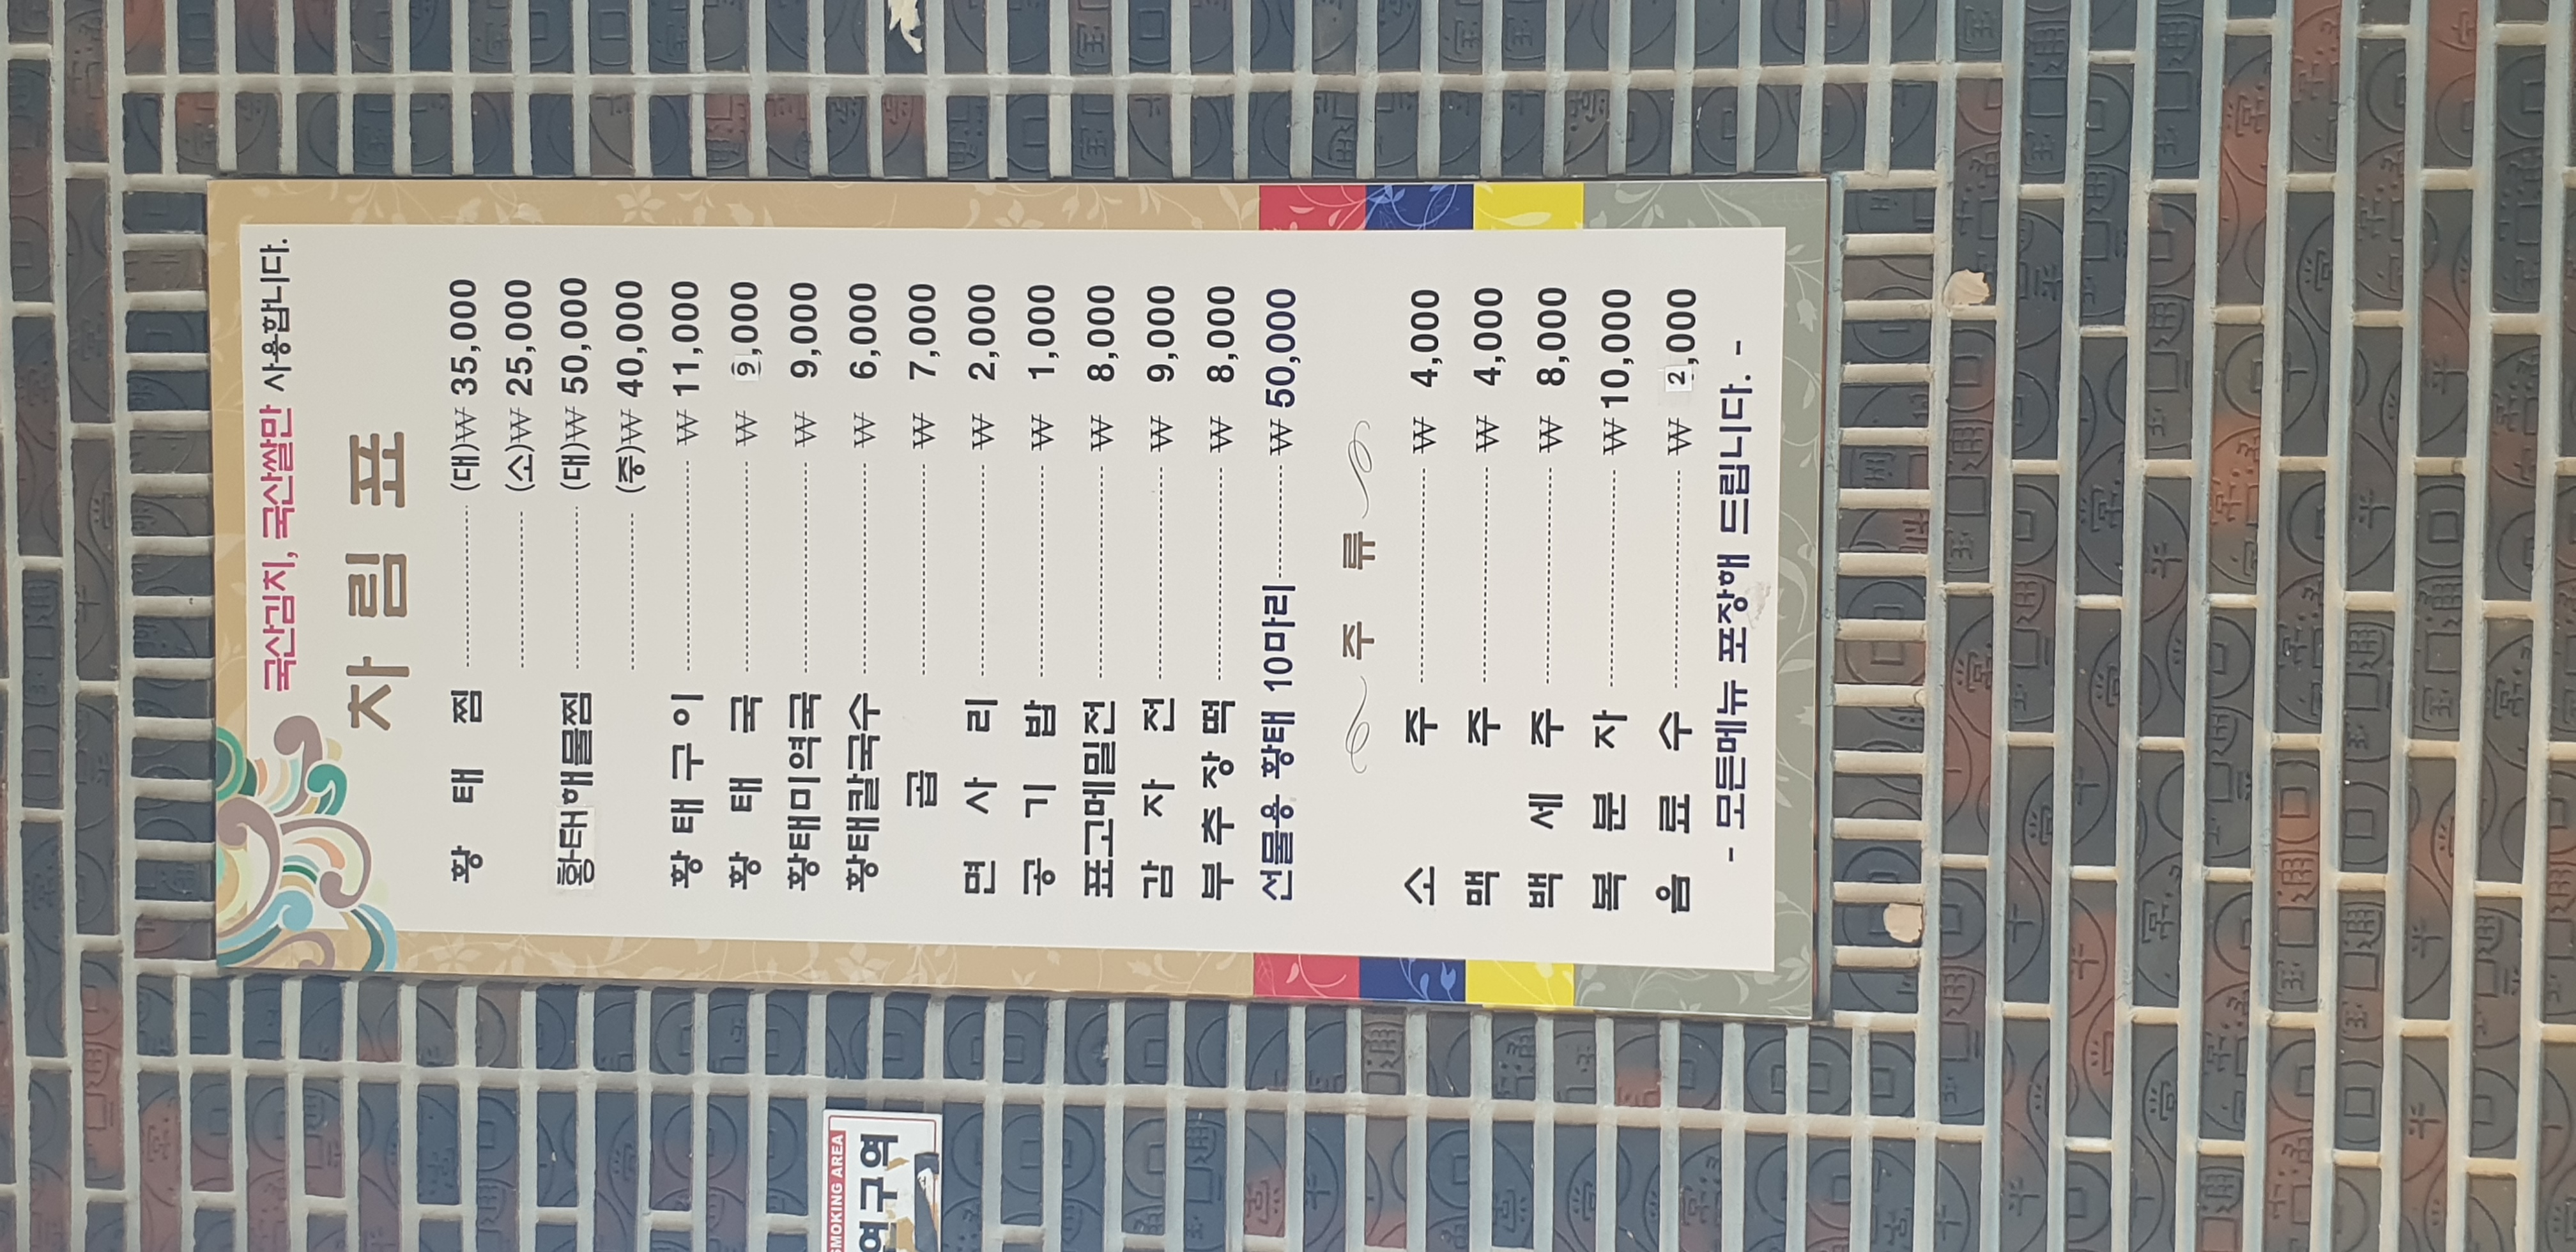 국산김치, 국산쌀만 사용합니다.
차림표
황태찜 (대)₩ 35,000
(소)₩ 25,000
황태해물찜 (대)₩ 50,000
(중)₩ 40,000
황태구이 ₩ 11,000
황태국 ₩ 9,000
황태미역국 ₩ 9,000
황태칼국수 ₩ 6,000
곱 ₩ 7,000
면사리 ₩ 2,000
공기밥 ₩ 1,000
표고메밀전 ₩ 8,000
감자전 ₩ 9,000
부추장떡 ₩ 8,000
선물용 황태 10마리 ₩ 50,000
주류
소주 ₩ 4,000
맥주 ₩ 4,000
백세주 ₩ 8,000
복분자 ₩ 10,000
음료수 ₩ 2,000
- 모든메뉴 포장해 드립니다. -
SMOKING AREA
연구역